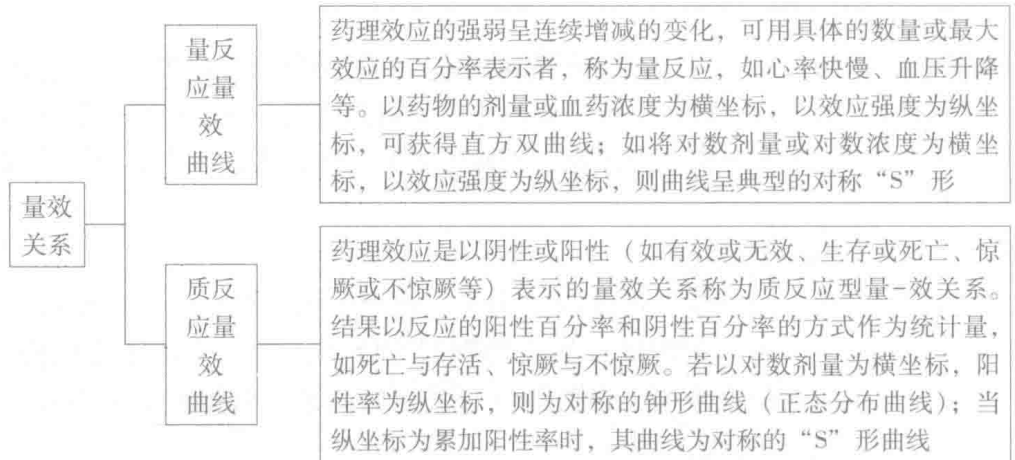 量效
关系
量反
应量
效
曲线
药理效应的强弱呈连续增减的变化，可用具体的数量或最大
效应的百分率表示者，称为量反应，如心率快慢、血压升降
等。以药物的剂量或血药浓度为横坐标，以效应强度为纵坐
标，可获得直方双曲线；如将对数剂量或对数浓度为横坐
标，以效应强度为纵坐标，则曲线呈典型的对称“S”形
质反
应量
效
曲线
药理效应是以阴性或阳性（如有效或无效、生存或死亡、惊
厥或不惊厥等）表示的量效关系称为质反应型量-效关系。
结果以反应的阳性百分率和阴性百分率的方式作为统计量，
如死亡与存活、惊厥与不惊厥。若以对数剂量为横坐标，阳
性率为纵坐标，则为对称的钟形曲线（正态分布曲线）；当
纵坐标为累加阳性率时，其曲线为对称的“S”形曲线